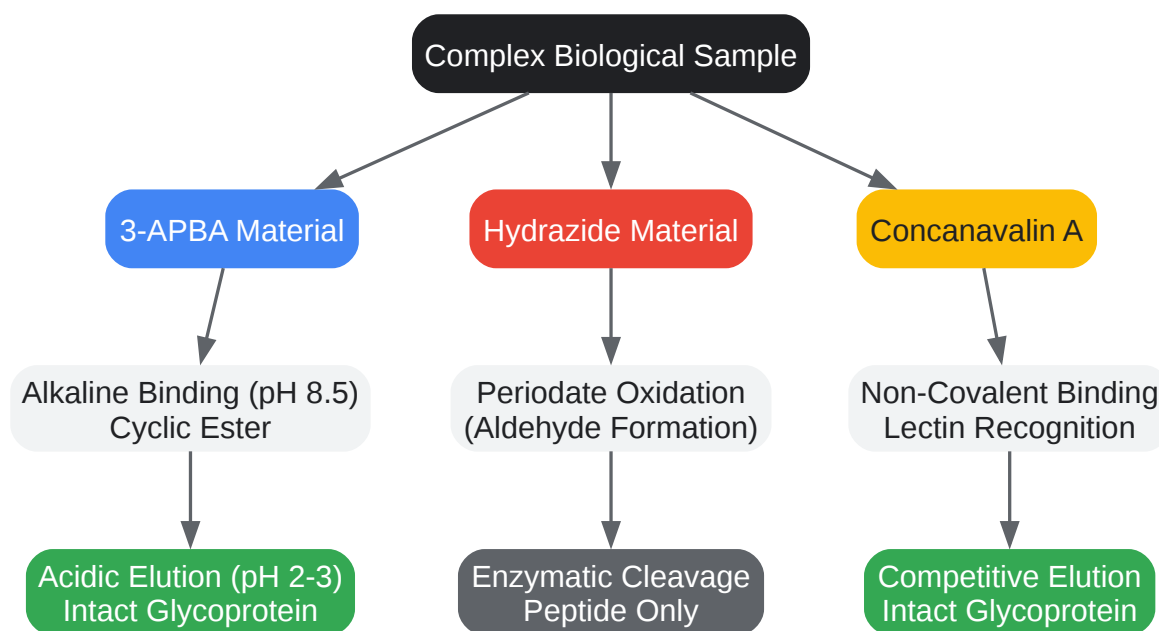 Complex Biological Sample
3-APBA Material
Hydrazide Material
Concanavalin A
Alkaline Binding (pH 8.5)
Cyclic Ester
Periodate Oxidation
(Aldehyde Formation)
Non-Covalent Binding
Lectin Recognition
Acidic Elution (pH 2-3)
Intact Glycoprotein
Enzymatic Cleavage
Peptide Only
Competitive Elution
Intact Glycoprotein